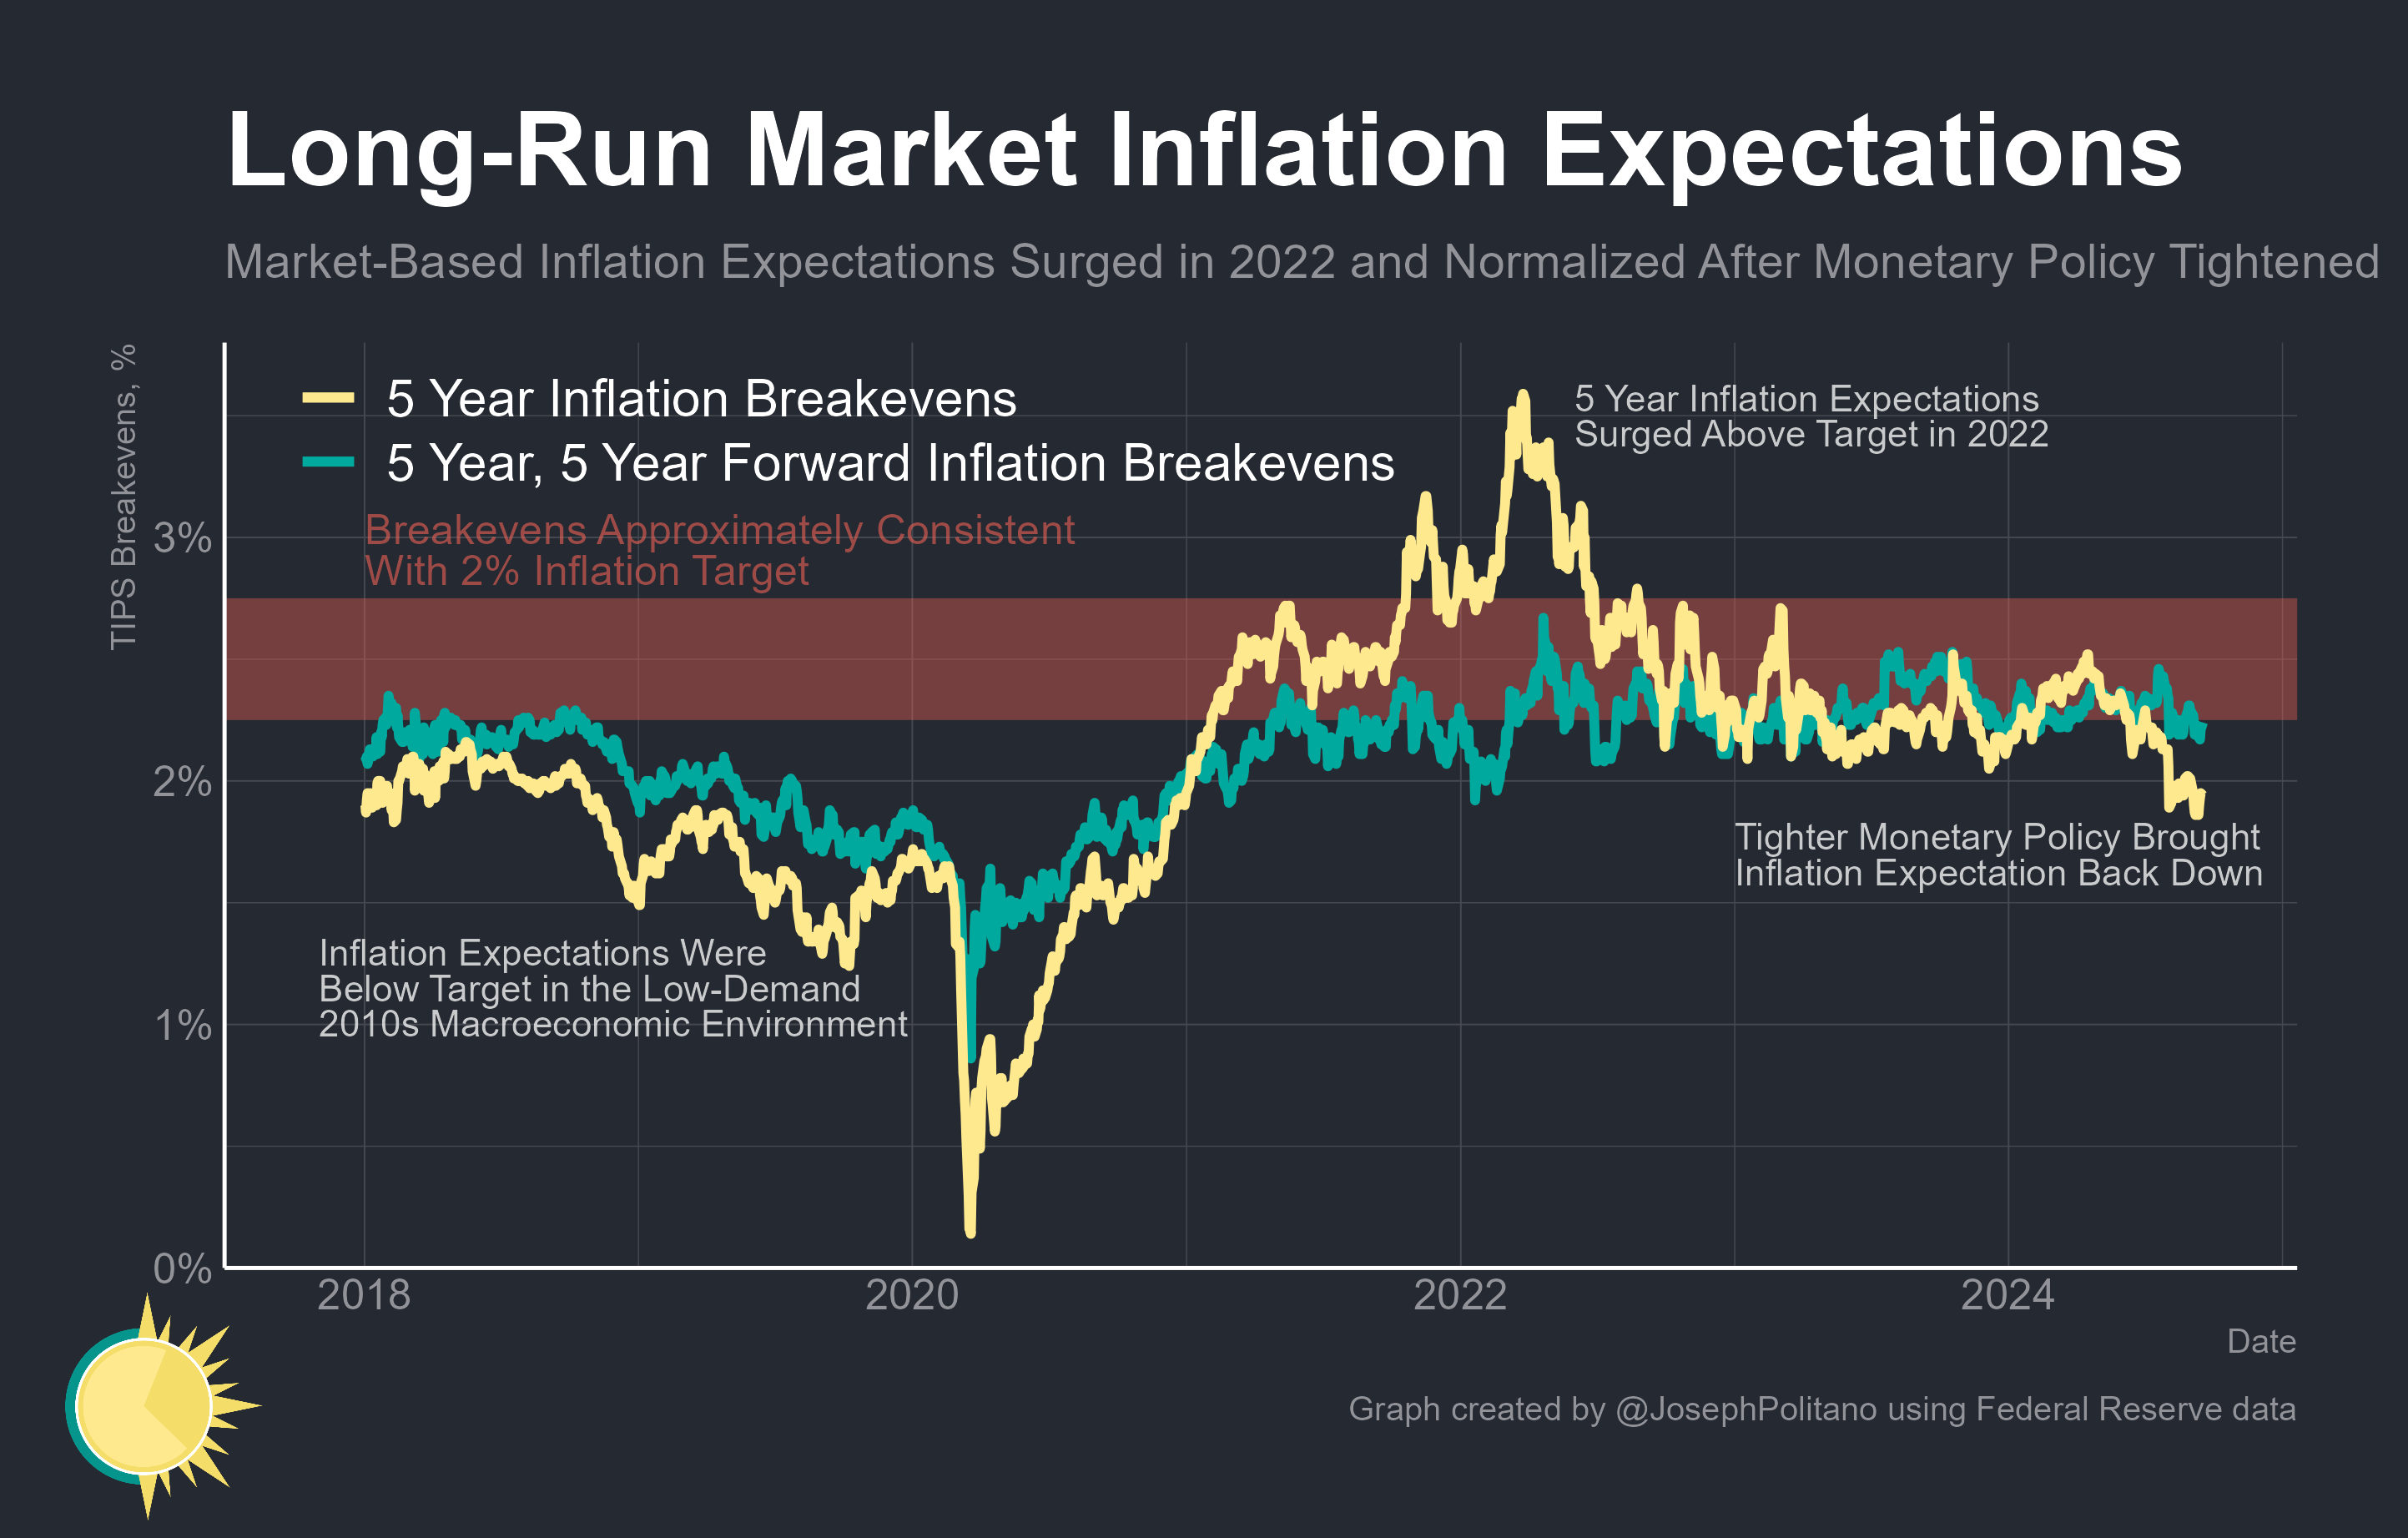 Long-Run Market Inflation Expectations
Market-Based Inflation Expectations Surged in 2022 and Normalized After Monetary Policy Tightened
TIPS Breakevens, %
5 Year Inflation Breakevens
5 Year, 5 Year Forward Inflation Breakevens
Breakevens Approximately Consistent
With 2% Inflation Target
5 Year Inflation Expectations
Surged Above Target in 2022
Tighter Monetary Policy Brought
Inflation Expectation Back Down
Inflation Expectations Were
Below Target in the Low-Demand
2010s Macroeconomic Environment
3%
2%
1%
0%
2018
2020
2022
2024
Date
Graph created by @JosephPolitano using Federal Reserve data